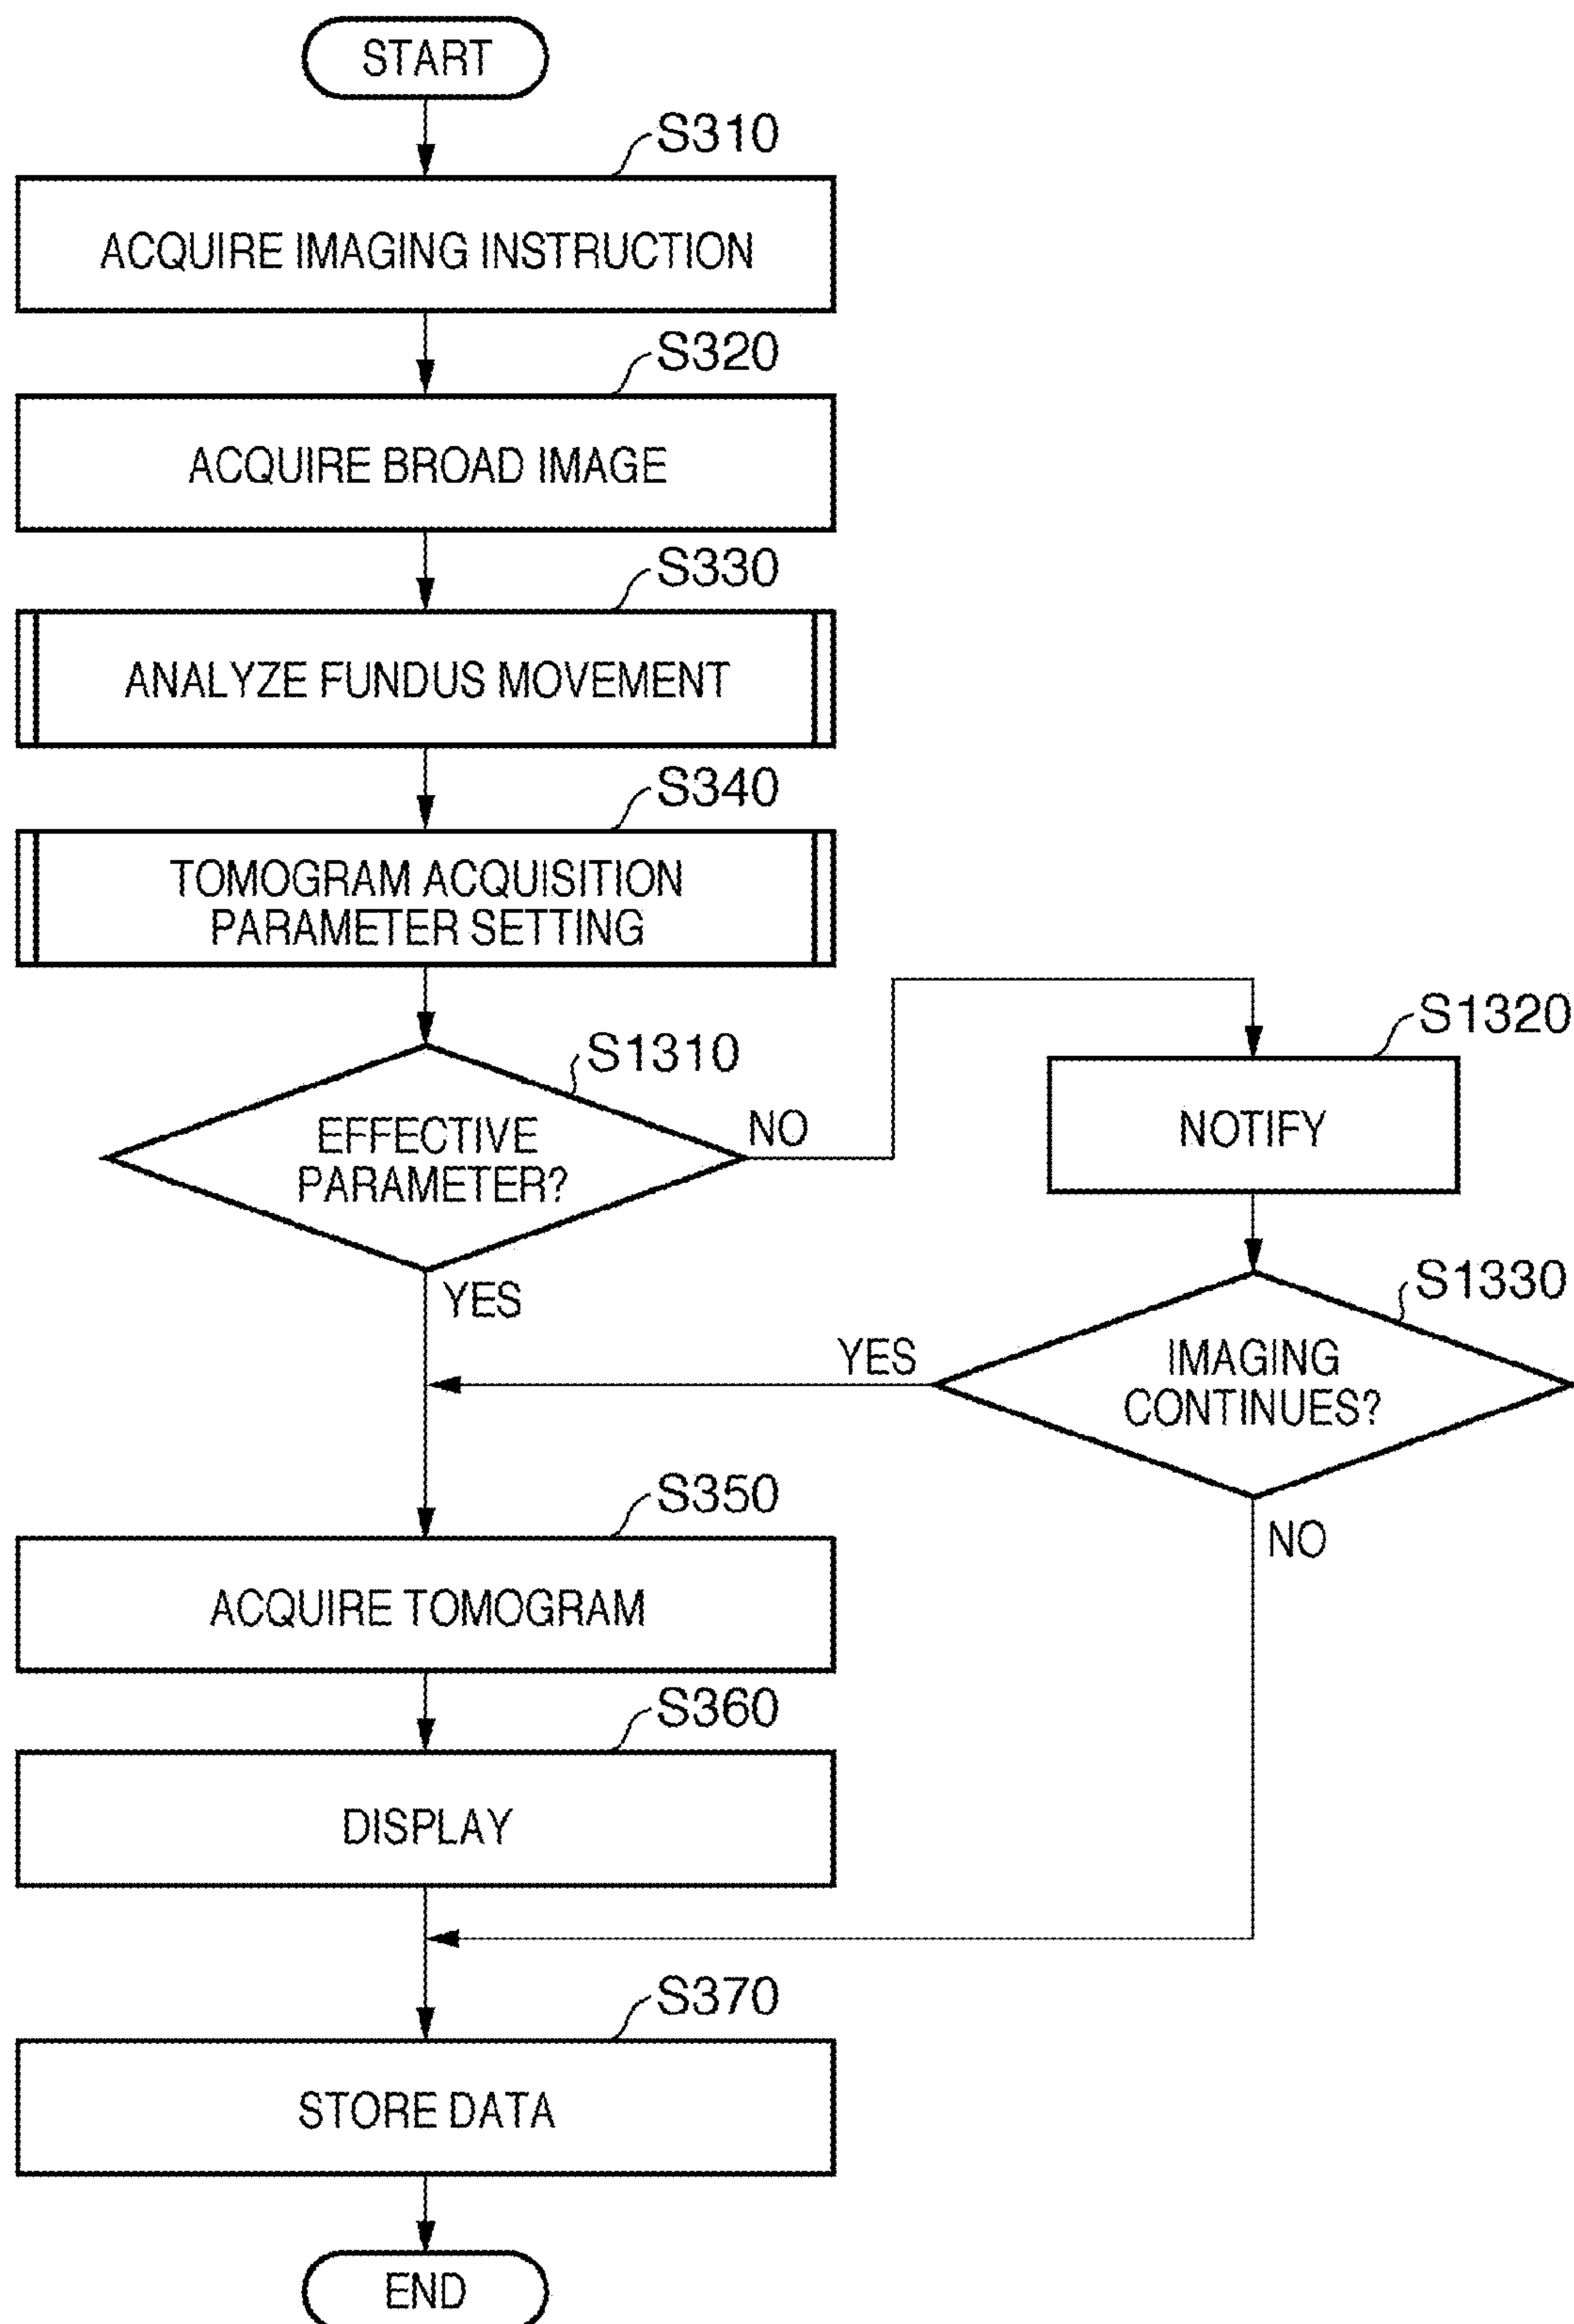 START
S310
ACQUIRE IMAGING INSTRUCTION
S320
ACQUIRE BROAD IMAGE
S330
ANALYZE FUNDUS MOVEMENT
S340
TOMOGRAM ACQUISITION
PARAMETER SETTING
S1310
EFFECTIVE
PARAMETER?
NO
YES
S1320
NOTIFY
S1330
IMAGING
CONTINUES?
YES
NO
S350
ACQUIRE TOMOGRAM
S360
DISPLAY
S370
STORE DATA
END